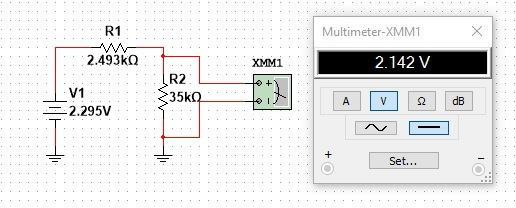 R1
2.493kΩ
V1
2.295V
R2
35kΩ
XMM1
+
Multimeter-XMM1
2.142 V
A V Ω dB
Set...
+ -